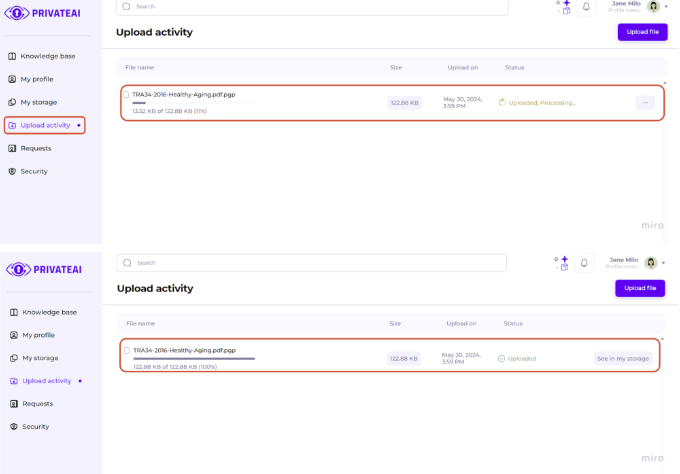 PRIVATEAI
Search
0
Jane Milo
Profile menu
Upload activity
Upload file
Knowledge base
My profile
My storage
Upload activity
Requests
Security
File name Size Upload on Status
TRA34-2016-Healthy-Aging.pdf.pgp
13.52 KB of 122.88 KB (11%)
122.88 KB
May 30, 2024,
3:59 PM
Uploaded, Processing...
...
miro
PRIVATEAI
Search
0
Jane Milo
Profile menu
Upload activity
Upload file
Knowledge base
My profile
My storage
Upload activity
Requests
Security
File name Size Upload on Status
TRA34-2016-Healthy-Aging.pdf.pgp
122.88 KB of 122.88 KB (100%)
122.88 KB
May 30, 2024,
3:59 PM
Uploaded
See in my storage
miro